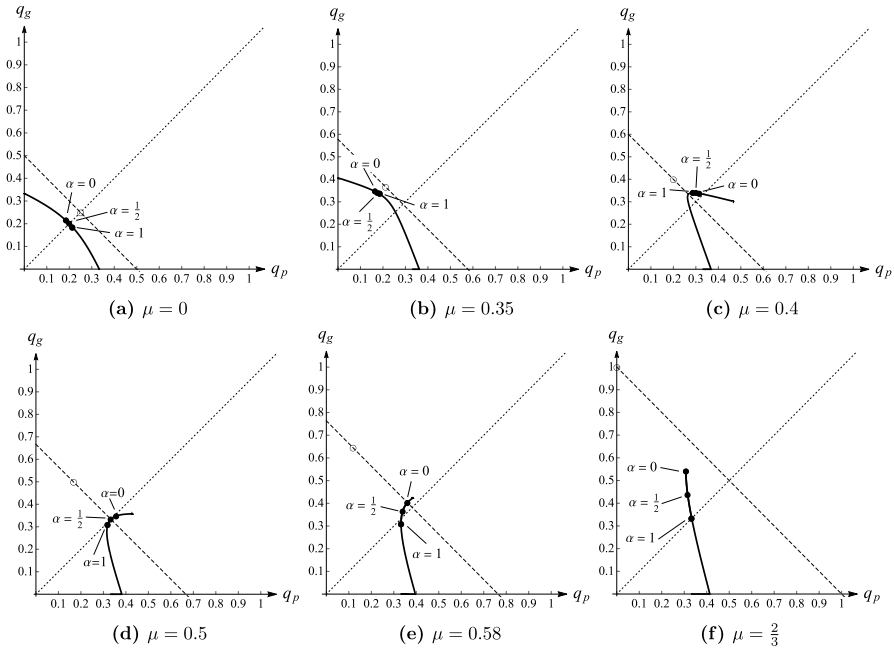 q_g q_g q_g
1 1 1
0.9 0.9 0.9
0.8 0.8 0.8
0.7 0.7 0.7
0.6 0.6 0.6
0.5 0.5 0.5
0.4 α = 0 0.4 α = 0 0.4 α = 1/2
0.3 α = 1/2 0.3 0.3 α = 1 α = 0
0.2 α = 1 0.2 α = 1/2 α = 1 0.2
0.1 0.1 0.1
0.1 0.2 0.3 0.4 0.5 0.6 0.7 0.8 0.9 1 q_p 0.1 0.2 0.3 0.4 0.5 0.6 0.7 0.8 0.9 1 q_p 0.1 0.2 0.3 0.4 0.5 0.6 0.7 0.8 0.9 1 q_p
(a) μ = 0 (b) μ = 0.35 (c) μ = 0.4
q_g q_g q_g
1 1 1
0.9 0.9 0.9
0.8 0.8 0.8
0.7 0.7 0.7
0.6 0.6 0.6 α = 0
0.5 α=0 0.5 α = 0 0.5
0.4 α = 1/2 0.4 α = 1/2 0.4 α = 1/2
0.3 0.3 0.3
0.2 α=1 0.2 α = 1 0.2 α = 1
0.1 0.1 0.1
0.1 0.2 0.3 0.4 0.5 0.6 0.7 0.8 0.9 1 q_p 0.1 0.2 0.3 0.4 0.5 0.6 0.7 0.8 0.9 1 q_p 0.1 0.2 0.3 0.4 0.5 0.6 0.7 0.8 0.9 1 q_p
(d) μ = 0.5 (e) μ = 0.58 (f) μ = 2/3